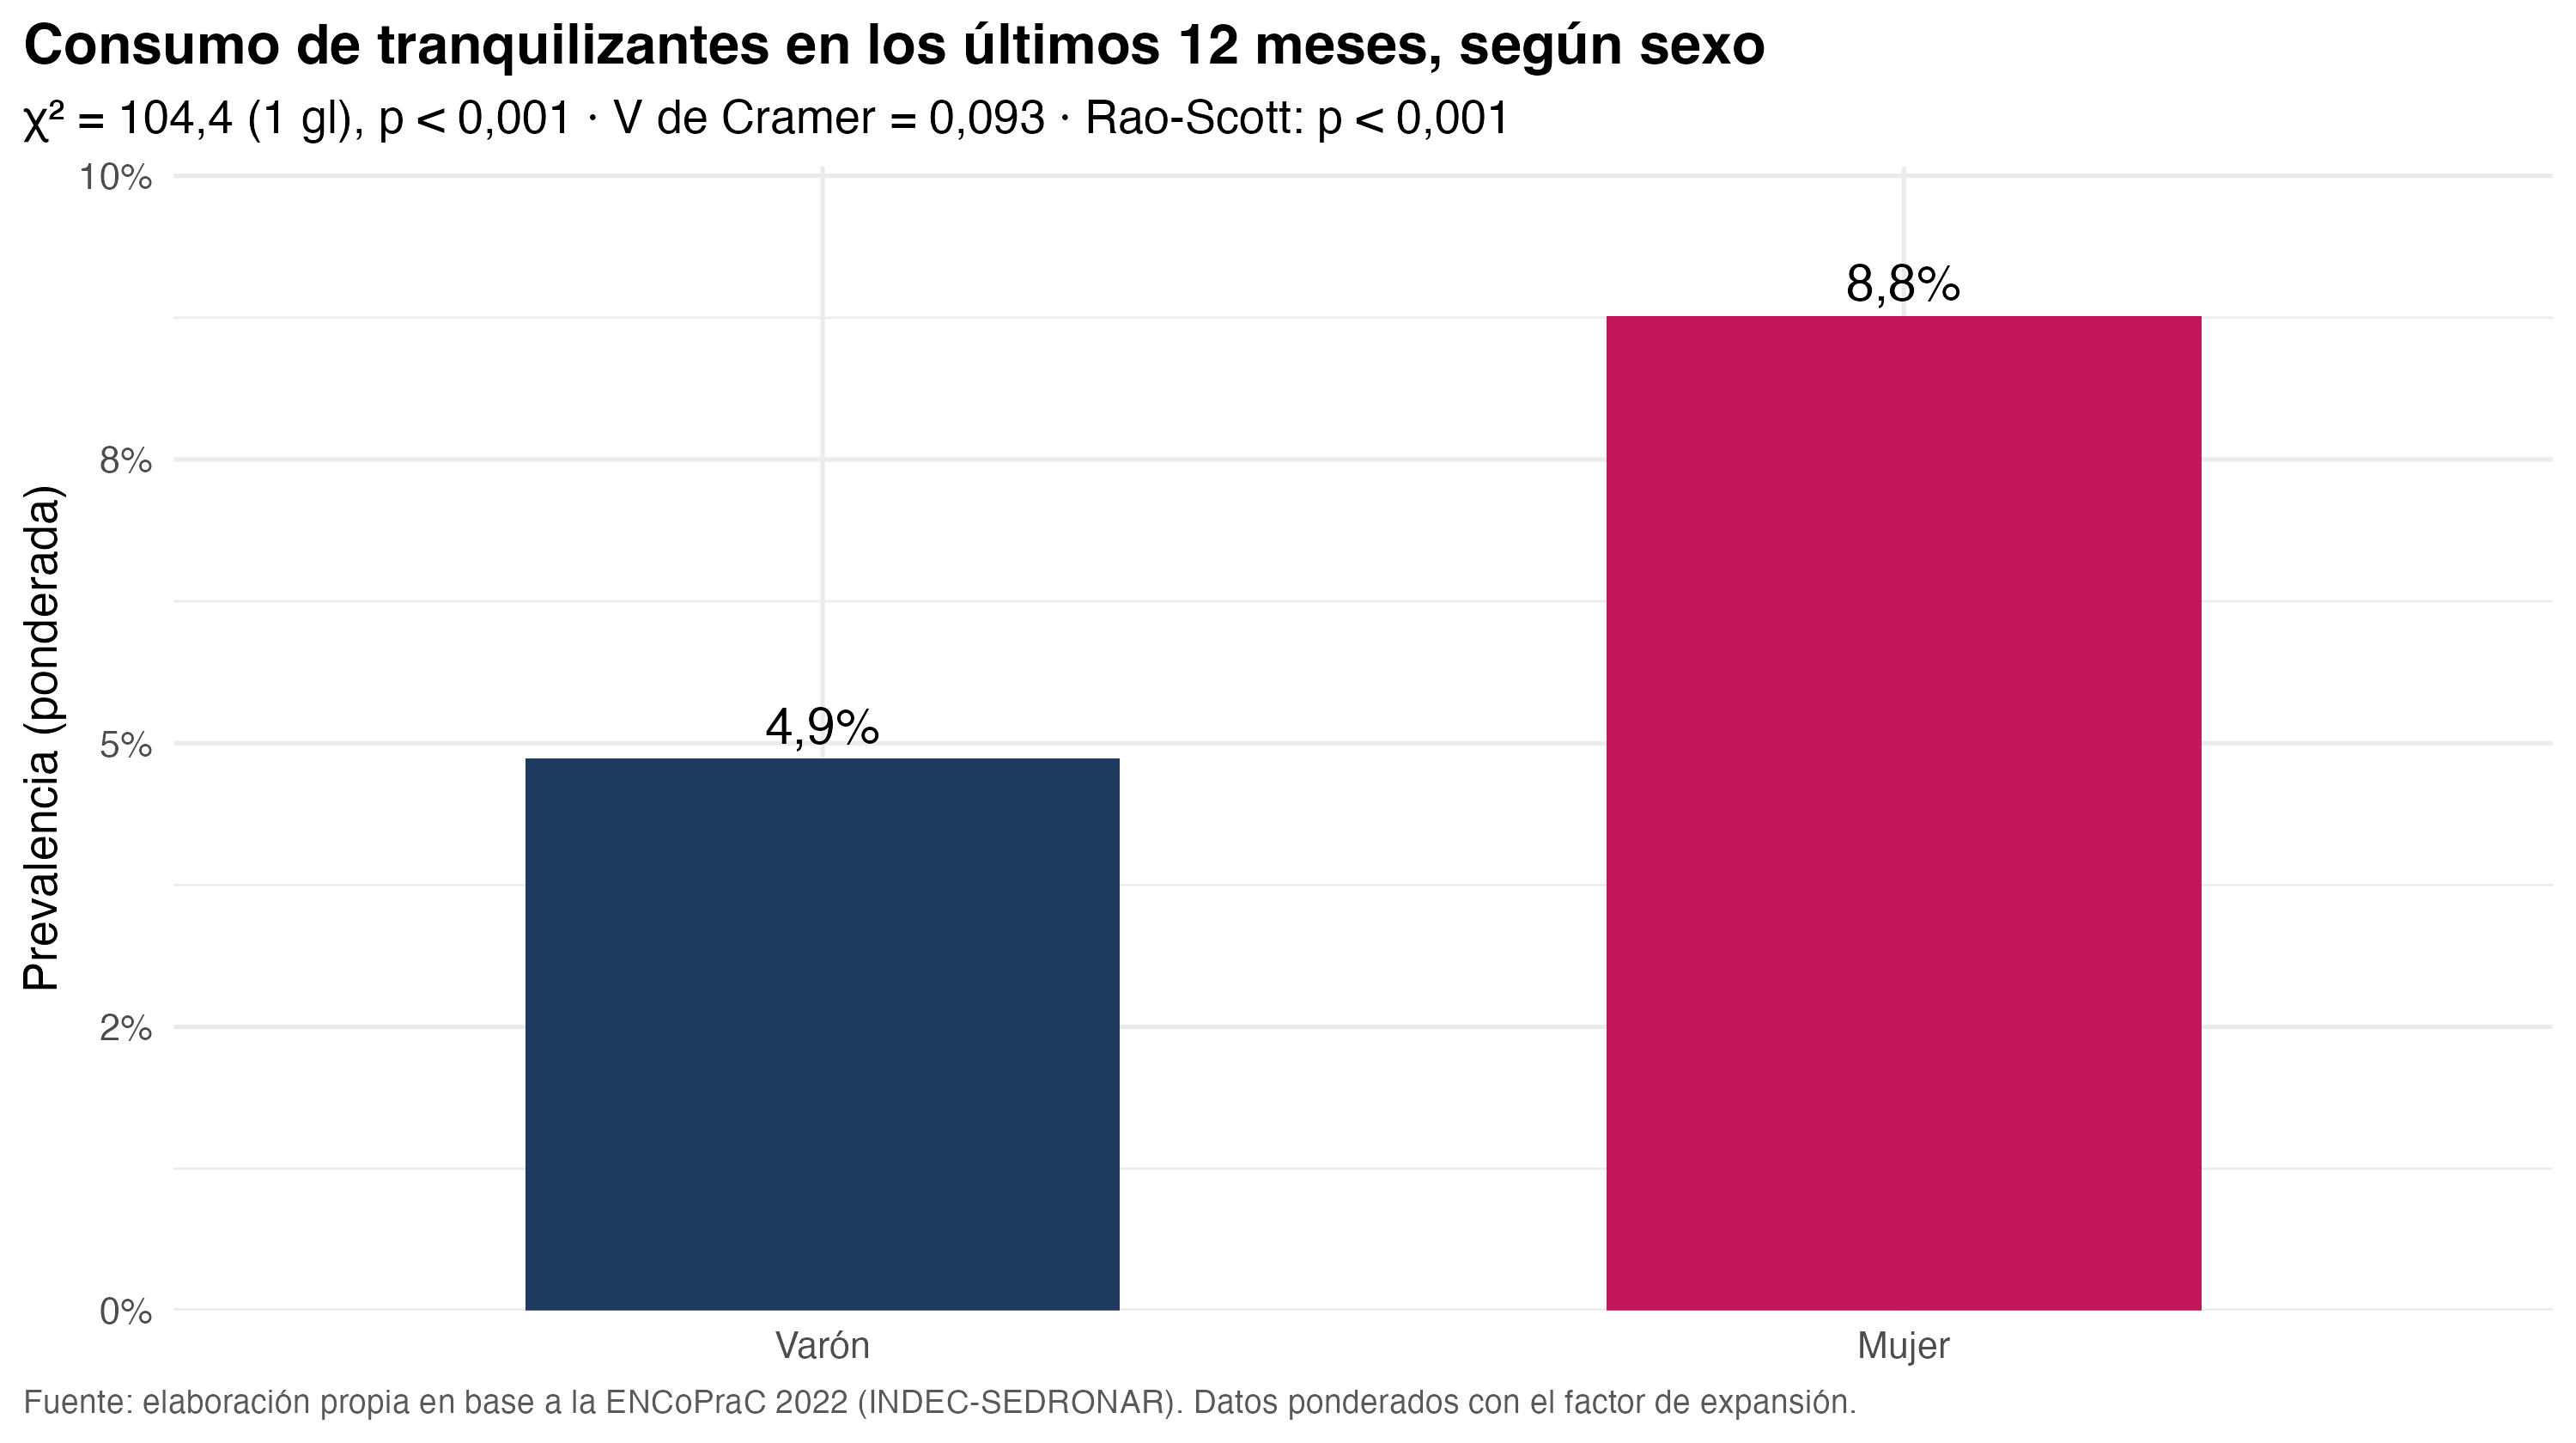 Consumo de tranquilizantes en los últimos 12 meses, según sexo
χ² = 104,4 (1 gl), p < 0,001 · V de Cramer = 0,093 · Rao-Scott: p < 0,001
Prevalencia (ponderada)
10%
8%
5%
2%
0%
4,9%
8,8%
Varón
Mujer
Fuente: elaboración propia en base a la ENCoPraC 2022 (INDEC-SEDRONAR). Datos ponderados con el factor de expansión.